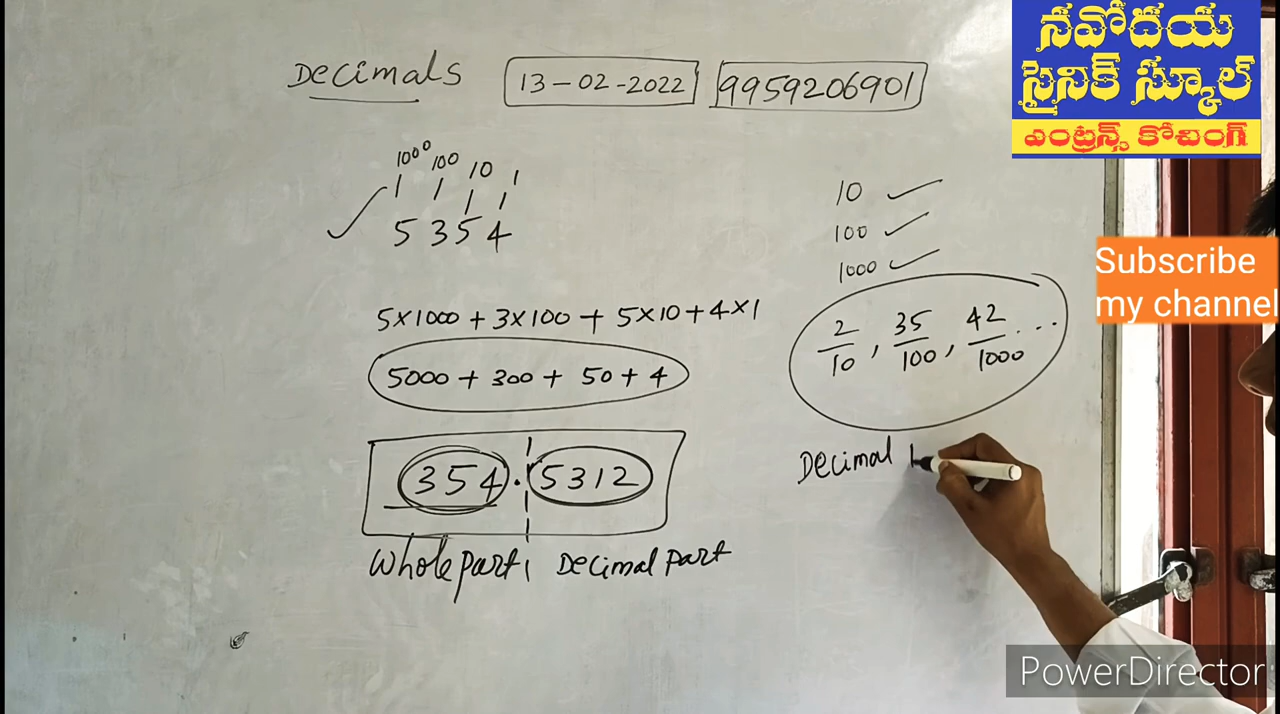 Decimals 13-02-2022 9959206901
నవోదయ
సైనిక్ స్కూల్
ఎంట్రన్స్ కోచింగ్
1000 100 10 1
5 3 5 4
5×1000 + 3×100 + 5×10 + 4×1
5000 + 300 + 50 + 4
354.5312
Whole part Decimal part
10
100
1000
2/10, 35/100, 42/1000 ...
Decimal
Subscribe
my channel
PowerDirector